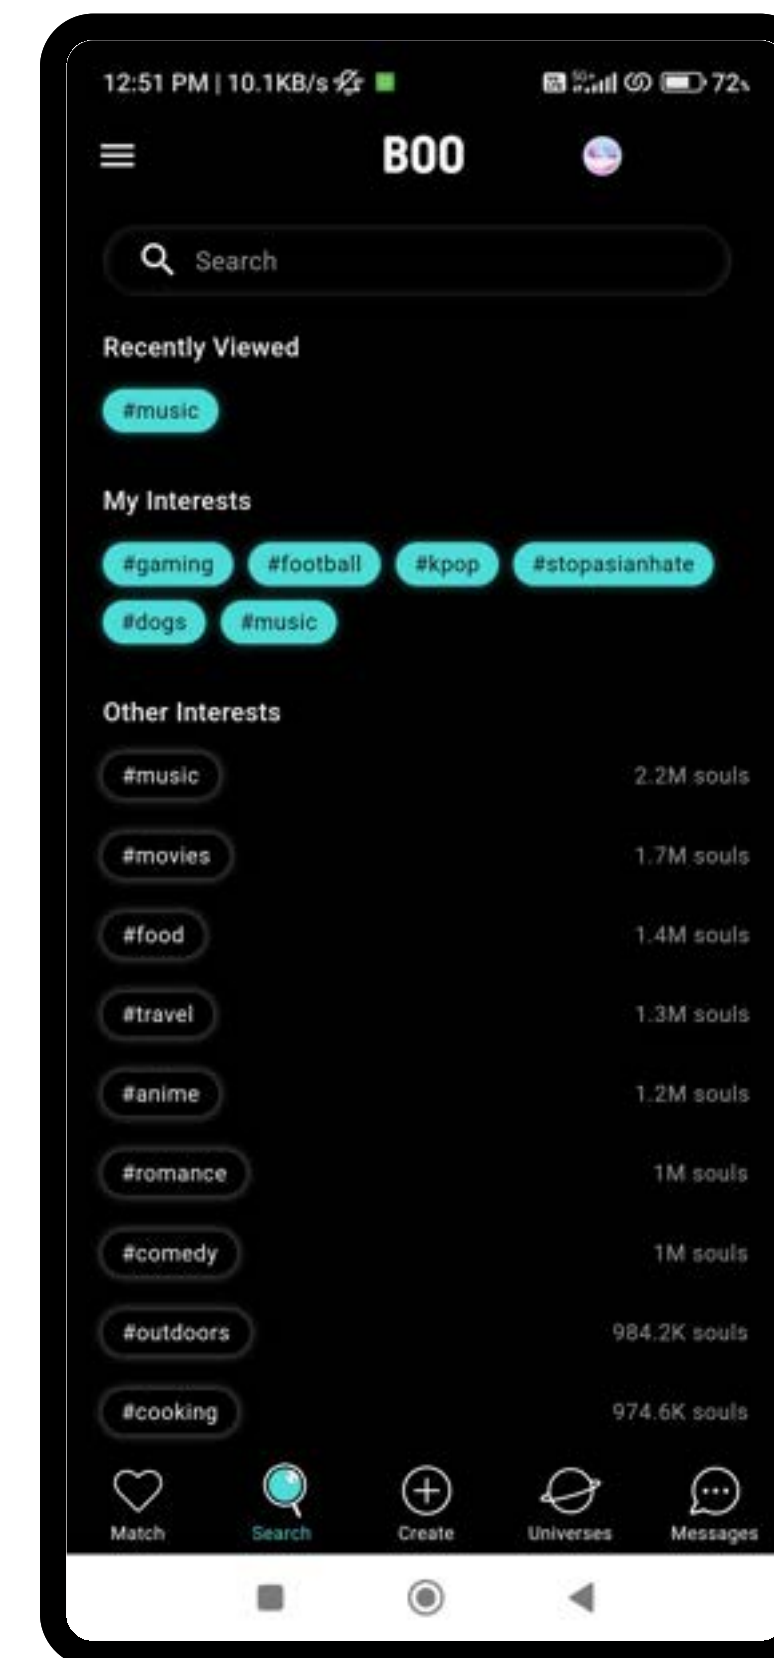 12:51 PM | 10.1KB/s 72%
BOO
Search
Recently Viewed
#music
My Interests
#gaming #football #kpop #stopasianhate
#dogs #music
Other Interests
#music 2.2M souls
#movies 1.7M souls
#food 1.4M souls
#travel 1.3M souls
#anime 1.2M souls
#romance 1M souls
#comedy 1M souls
#outdoors 984.2K souls
#cooking 974.6K souls
Match Search Create Universes Messages